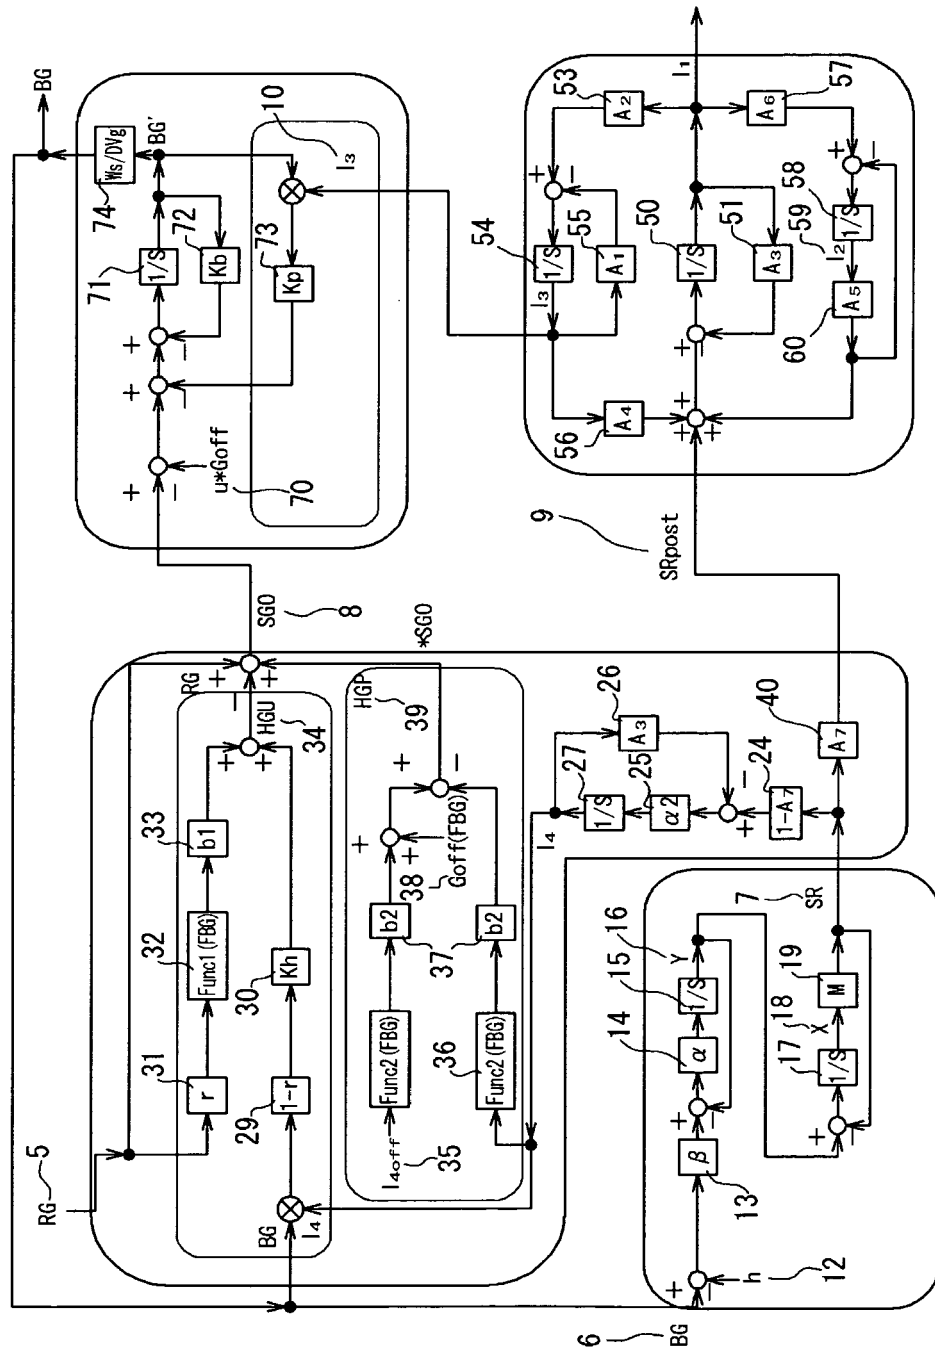 RG
5
6
BG
12
h
13
β
14
α
15
1/S
16
Y
17
1/S
18
X
19
M
7
SR
BG
I₄
31
r
32
Func1(FBG)
33
b1
29
1-r
30
Kh
34
HGU
RG
35
I₄off
Func2(FBG)
36
Func2(FBG)
37
b2
b2
38
Goff(FBG)
39
HGP
I₄
27
1/S
25
α2
26
A₃
24
1-A₇
40
A₇
8
SGO
*SGO
9
SRpost
u*Goff
70
71
1/S
72
Kb
73
Kp
74
Ws/DVg
BG'
BG
10
I₃
56
A₄
I₃
54
1/S
55
A₁
53
A₂
50
1/S
51
A₃
I₁
57
A₆
58
1/S
59
I₂
60
A₅
+
−